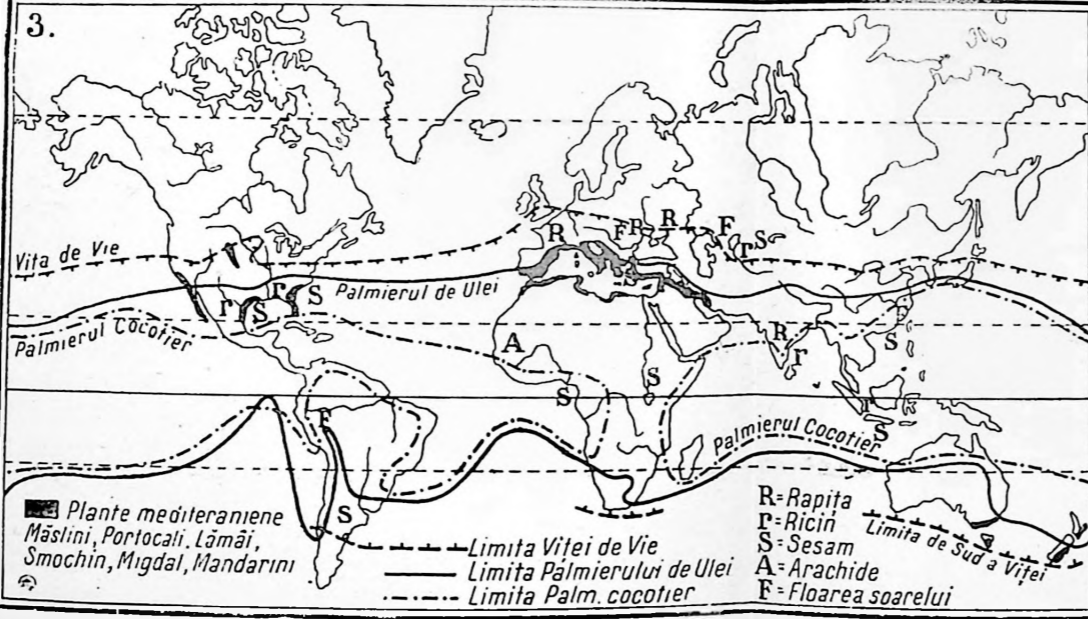 3.
R
F R
F
r S
Vita de Vie
R
S
Palmierul de Ulei
r S
r S
Palmierul Cocotier
A
R
r
S
S
S
r
S
F
Palmierul Cocotier
S
Plante mediteraniene
Măslini, Portocali, Lămâi,
Smochin, Migdal, Mandarini
Limita Viței de Vie
Limita Palmierului de Ulei
Limita Palm. cocotier
R=Rapița
r=Ricin
S=Sesam
A=Arachide
F=Floarea soarelui
Limita de Sud a Viței